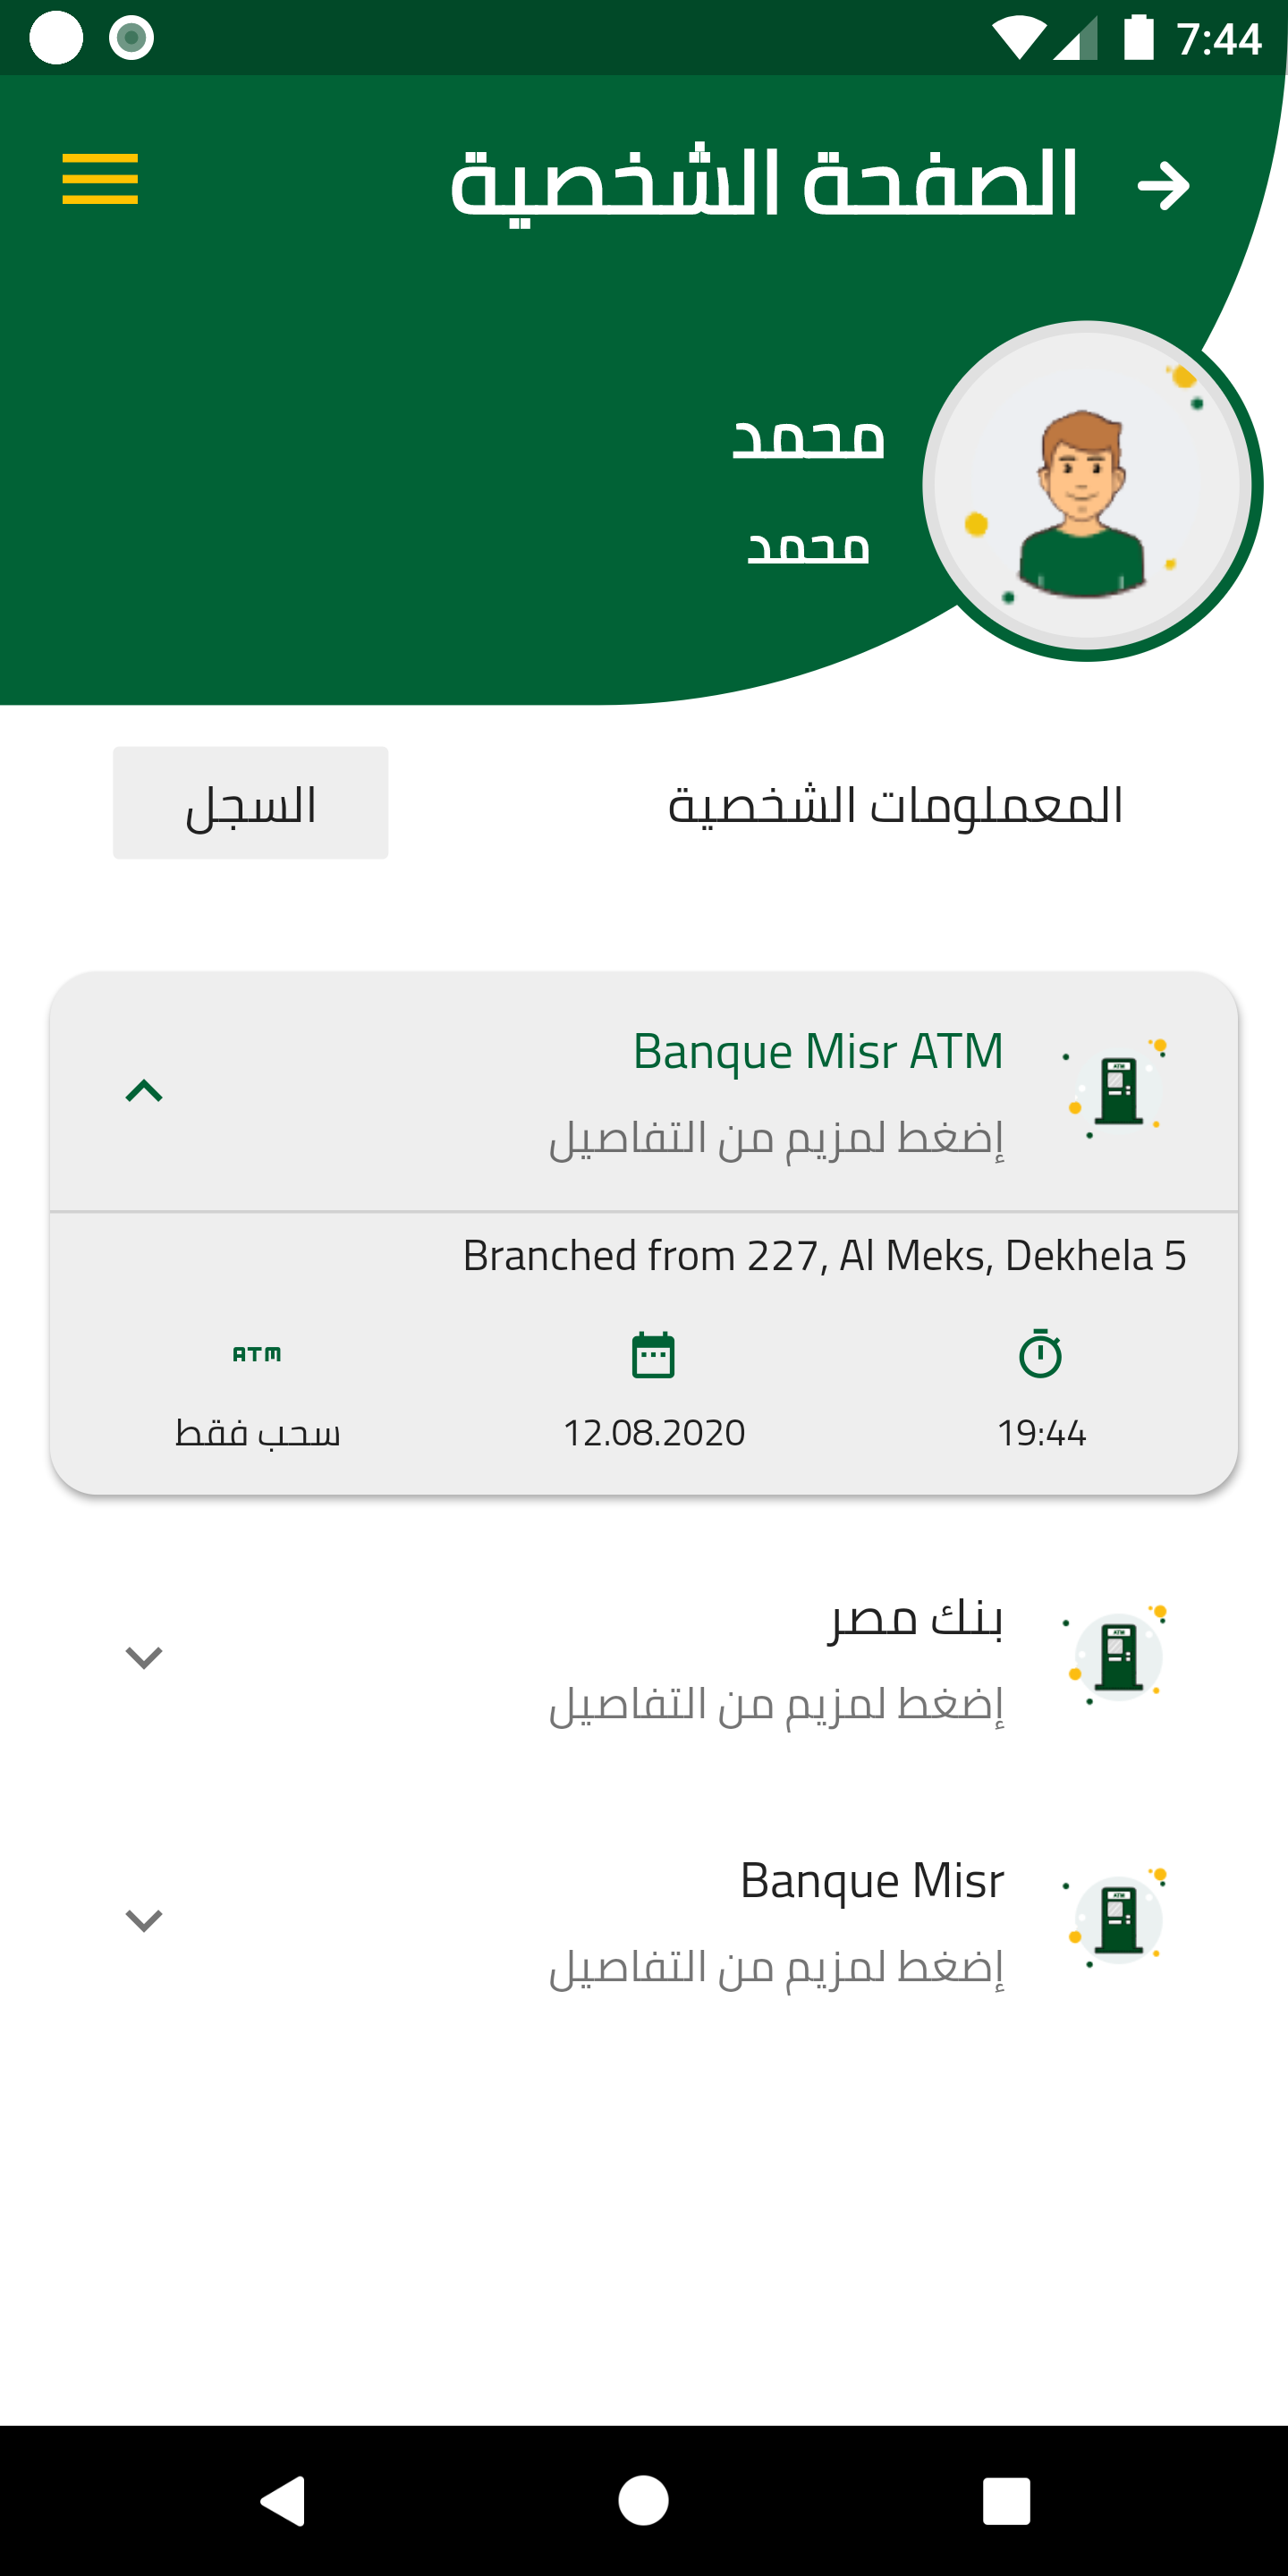 7:44
الصفحة الشخصية
محمد
محمد
المعملومات الشخصية
السجل
Banque Misr ATM
إضغط لمزيم من التفاصيل
Branched from 227, Al Meks, Dekhela 5
ATM
19:44
12.08.2020
سحب فقط
بنك مصر
إضغط لمزيم من التفاصيل
Banque Misr
إضغط لمزيم من التفاصيل